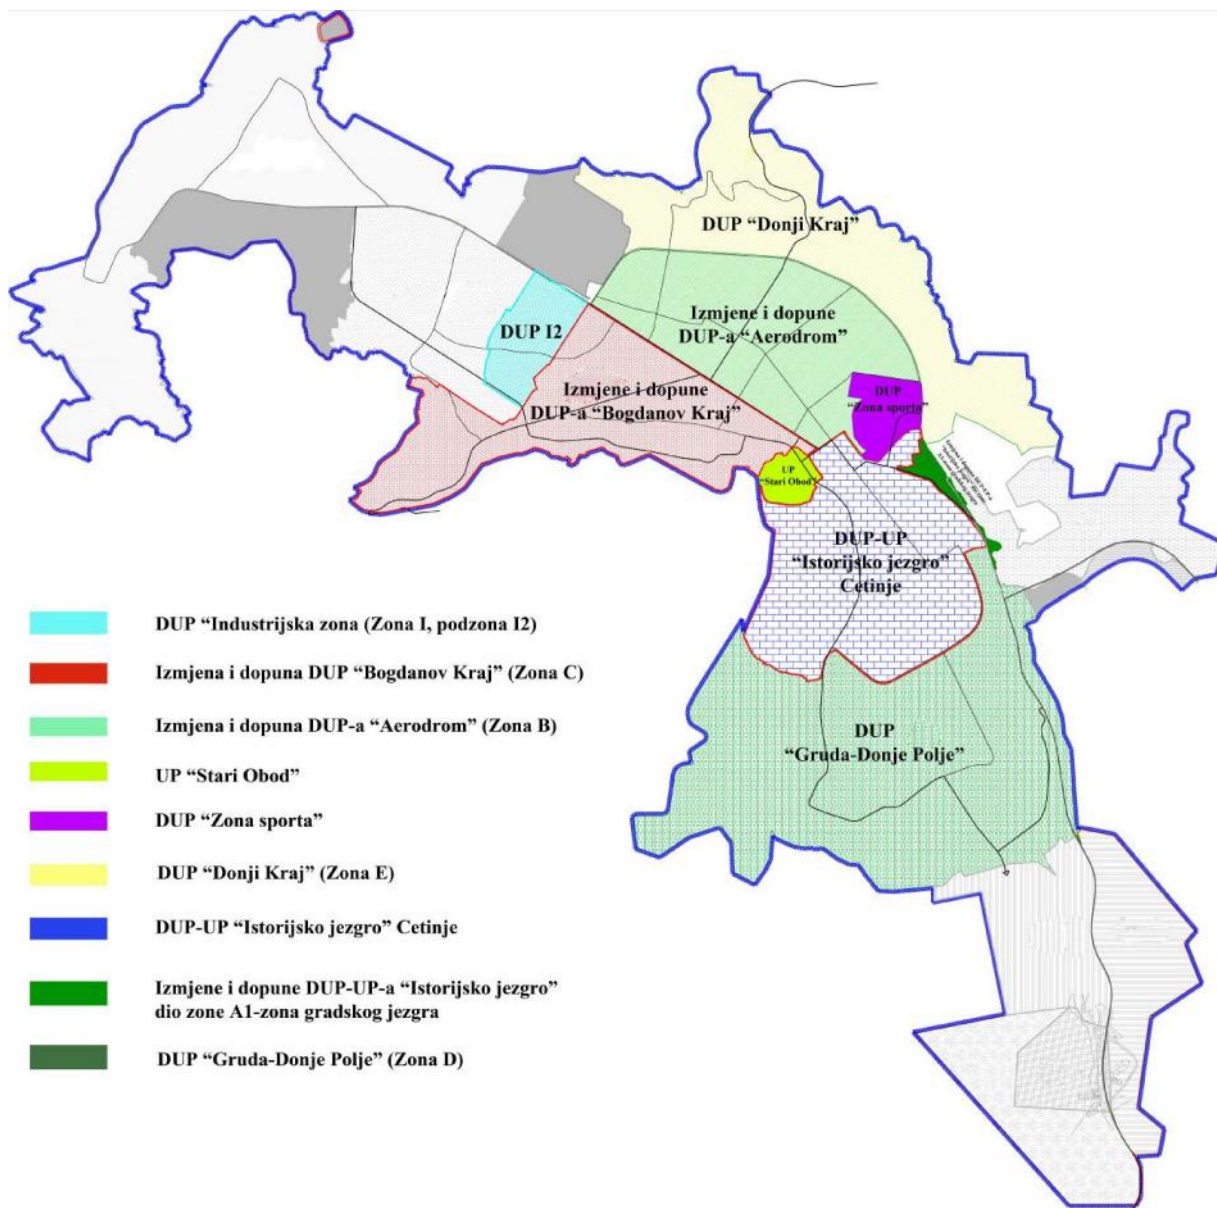 DUP “Donji Kraj”
Izmjene i dopune
DUP-a “Aerodrom”
DUP I2
Izmjene i dopune
DUP-a “Bogdanov Kraj”
DUP
“Zona sporta”
UP
“Stari Obod”
Izmjene i dopune DUP-UP-a
DUP-UP
“Istorijsko jezgro”
Cetinje
DUP
“Gruda-Donje Polje”
DUP “Industrijska zona (Zona I, podzona I2)
Izmjena i dopuna DUP “Bogdanov Kraj” (Zona C)
Izmjena i dopuna DUP-a “Aerodrom” (Zona B)
UP “Stari Obod”
DUP “Zona sporta”
DUP “Donji Kraj” (Zona E)
DUP-UP “Istorijsko jezgro” Cetinje
Izmjene i dopune DUP-UP-a “Istorijsko jezgro”
dio zone A1-zona gradskog jezgra
DUP “Gruda-Donje Polje” (Zona D)